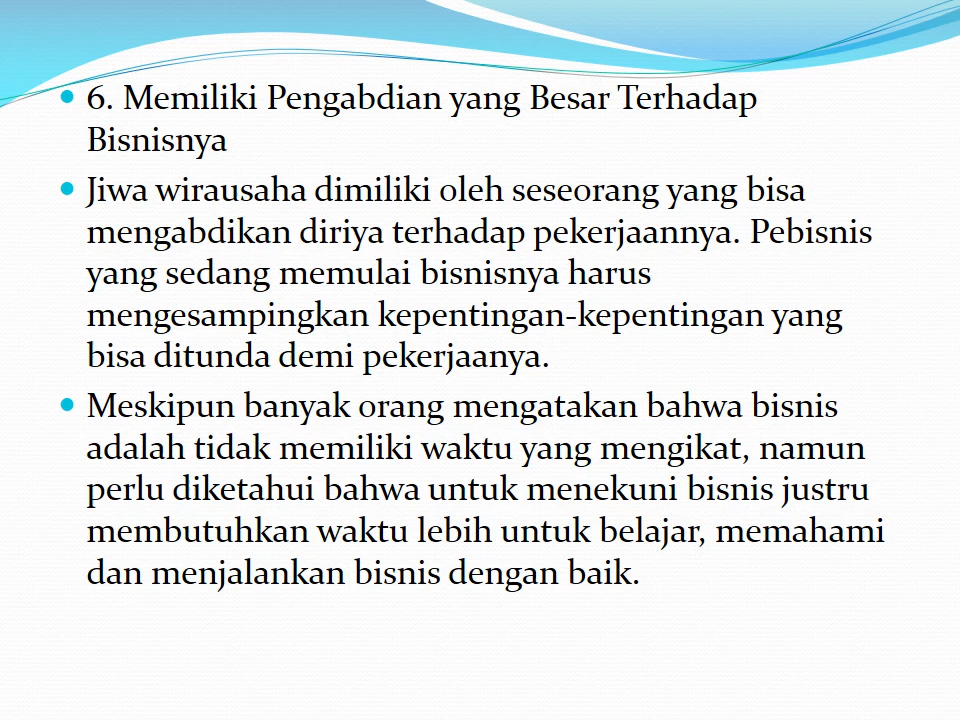 6. Memiliki Pengabdian yang Besar Terhadap
Bisnisnya
Jiwa wirausaha dimiliki oleh seseorang yang bisa
mengabdikan diriya terhadap pekerjaannya. Pebisnis
yang sedang memulai bisnisnya harus
mengesampingkan kepentingan-kepentingan yang
bisa ditunda demi pekerjaanya.
Meskipun banyak orang mengatakan bahwa bisnis
adalah tidak memiliki waktu yang mengikat, namun
perlu diketahui bahwa untuk menekuni bisnis justru
membutuhkan waktu lebih untuk belajar, memahami
dan menjalankan bisnis dengan baik.